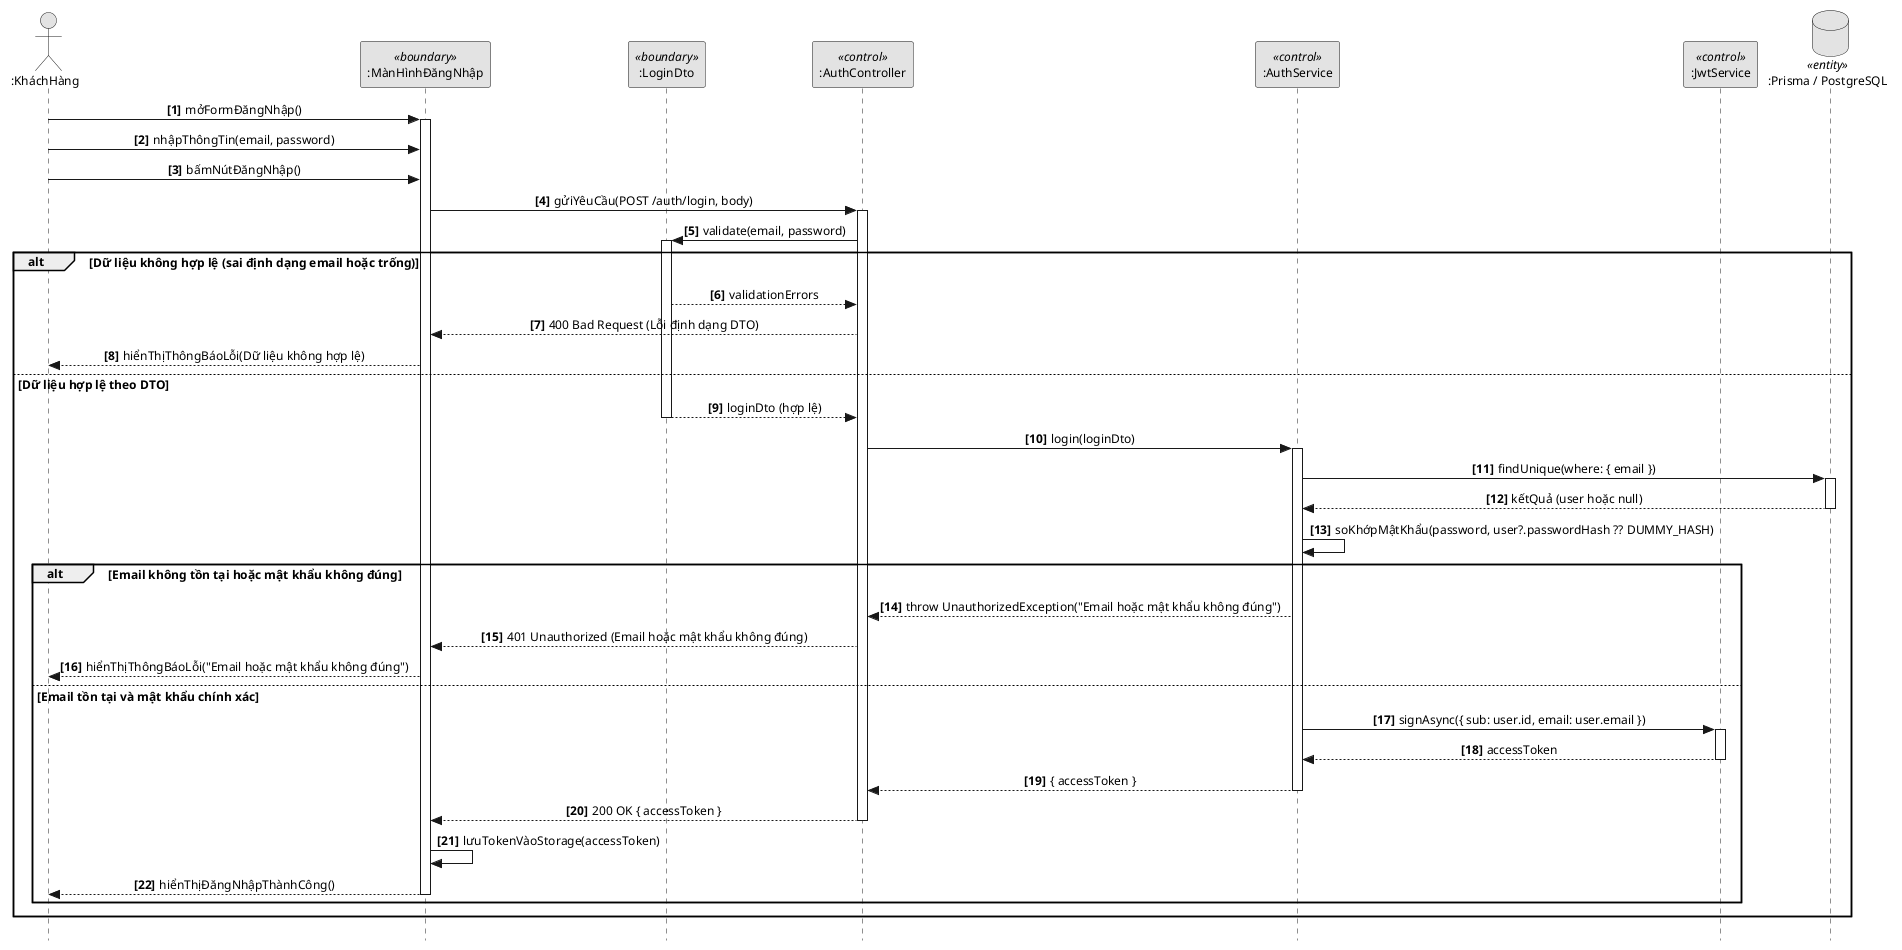 :KháchHàng
«boundary»
:MànHìnhĐăngNhập
«boundary»
:LoginDto
«control»
:AuthController
«control»
:AuthService
«control»
:JwtService
«entity»
:Prisma / PostgreSQL
[1] mởFormĐăngNhập()
[2] nhậpThôngTin(email, password)
[3] bấmNútĐăngNhập()
[4] gửiYêuCầu(POST /auth/login, body)
[5] validate(email, password)
alt [Dữ liệu không hợp lệ (sai định dạng email hoặc trống)]
[6] validationErrors
[7] 400 Bad Request (Lỗi định dạng DTO)
[8] hiểnThịThôngBáoLỗi(Dữ liệu không hợp lệ)
[Dữ liệu hợp lệ theo DTO]
[9] loginDto (hợp lệ)
[10] login(loginDto)
[11] findUnique(where: { email })
[12] kếtQuả (user hoặc null)
[13] soKhớpMậtKhẩu(password, user?.passwordHash ?? DUMMY_HASH)
alt [Email không tồn tại hoặc mật khẩu không đúng]
[14] throw UnauthorizedException("Email hoặc mật khẩu không đúng")
[15] 401 Unauthorized (Email hoặc mật khẩu không đúng)
[16] hiểnThịThôngBáoLỗi("Email hoặc mật khẩu không đúng")
[Email tồn tại và mật khẩu chính xác]
[17] signAsync({ sub: user.id, email: user.email })
[18] accessToken
[19] { accessToken }
[20] 200 OK { accessToken }
[21] lưuTokenVàoStorage(accessToken)
[22] hiểnThịĐăngNhậpThànhCông()